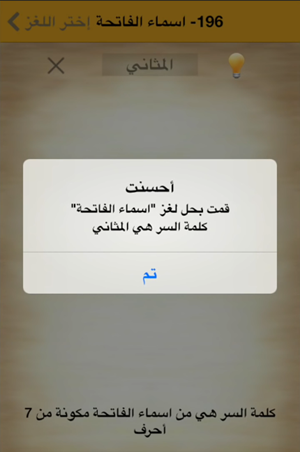 196- اسماء الفاتحة إختر اللغز
المثاني
أحسنت
قمت بحل لغز "اسماء الفاتحة"
كلمة السر هي المثاني
تم
كلمة السر هي من اسماء الفاتحة مكونة من 7
أحرف